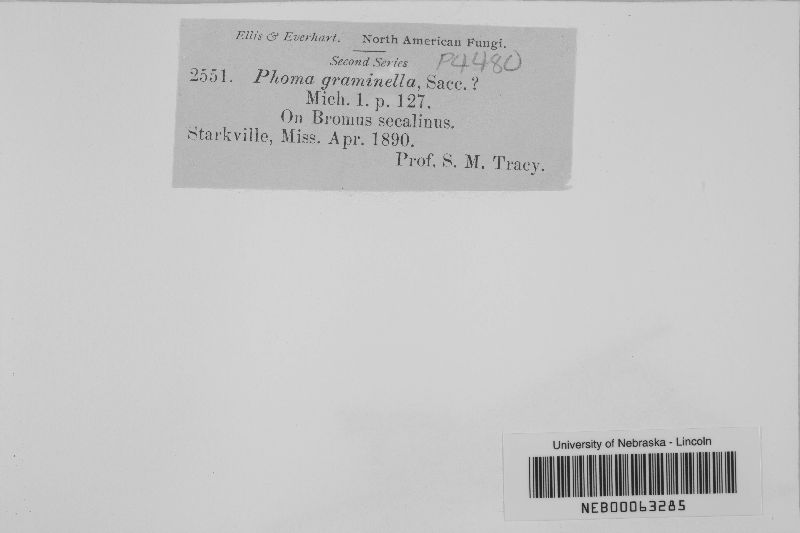 Ellis & Everhart. North American Fungi.
Second Series P4480
2551. Phoma graminella, Sacc. ?
Mich. 1. p. 127.
On Bromus secalinus.
Starkville, Miss. Apr. 1890.
Prof. S. M. Tracy.
University of Nebraska - Lincoln
NEB00063285